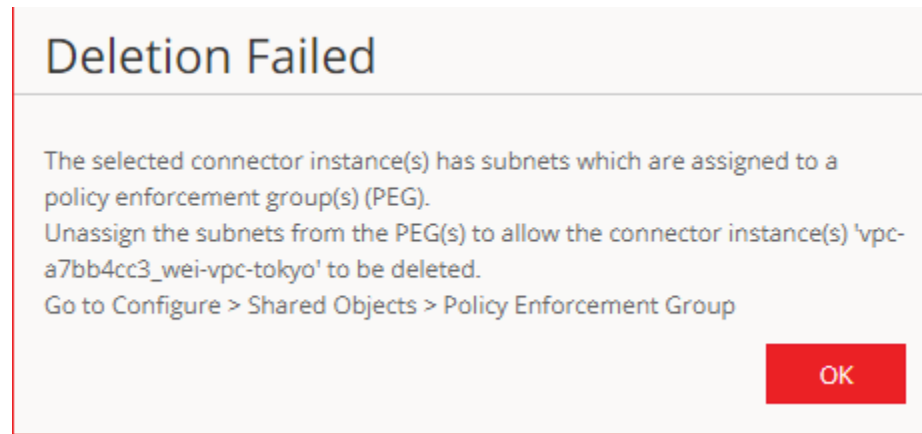 Deletion Failed
The selected connector instance(s) has subnets which are assigned to a
policy enforcement group(s) (PEG).
Unassign the subnets from the PEG(s) to allow the connector instance(s) 'vpc-
a7bb4cc3_wei-vpc-tokyo' to be deleted.
Go to Configure > Shared Objects > Policy Enforcement Group
OK